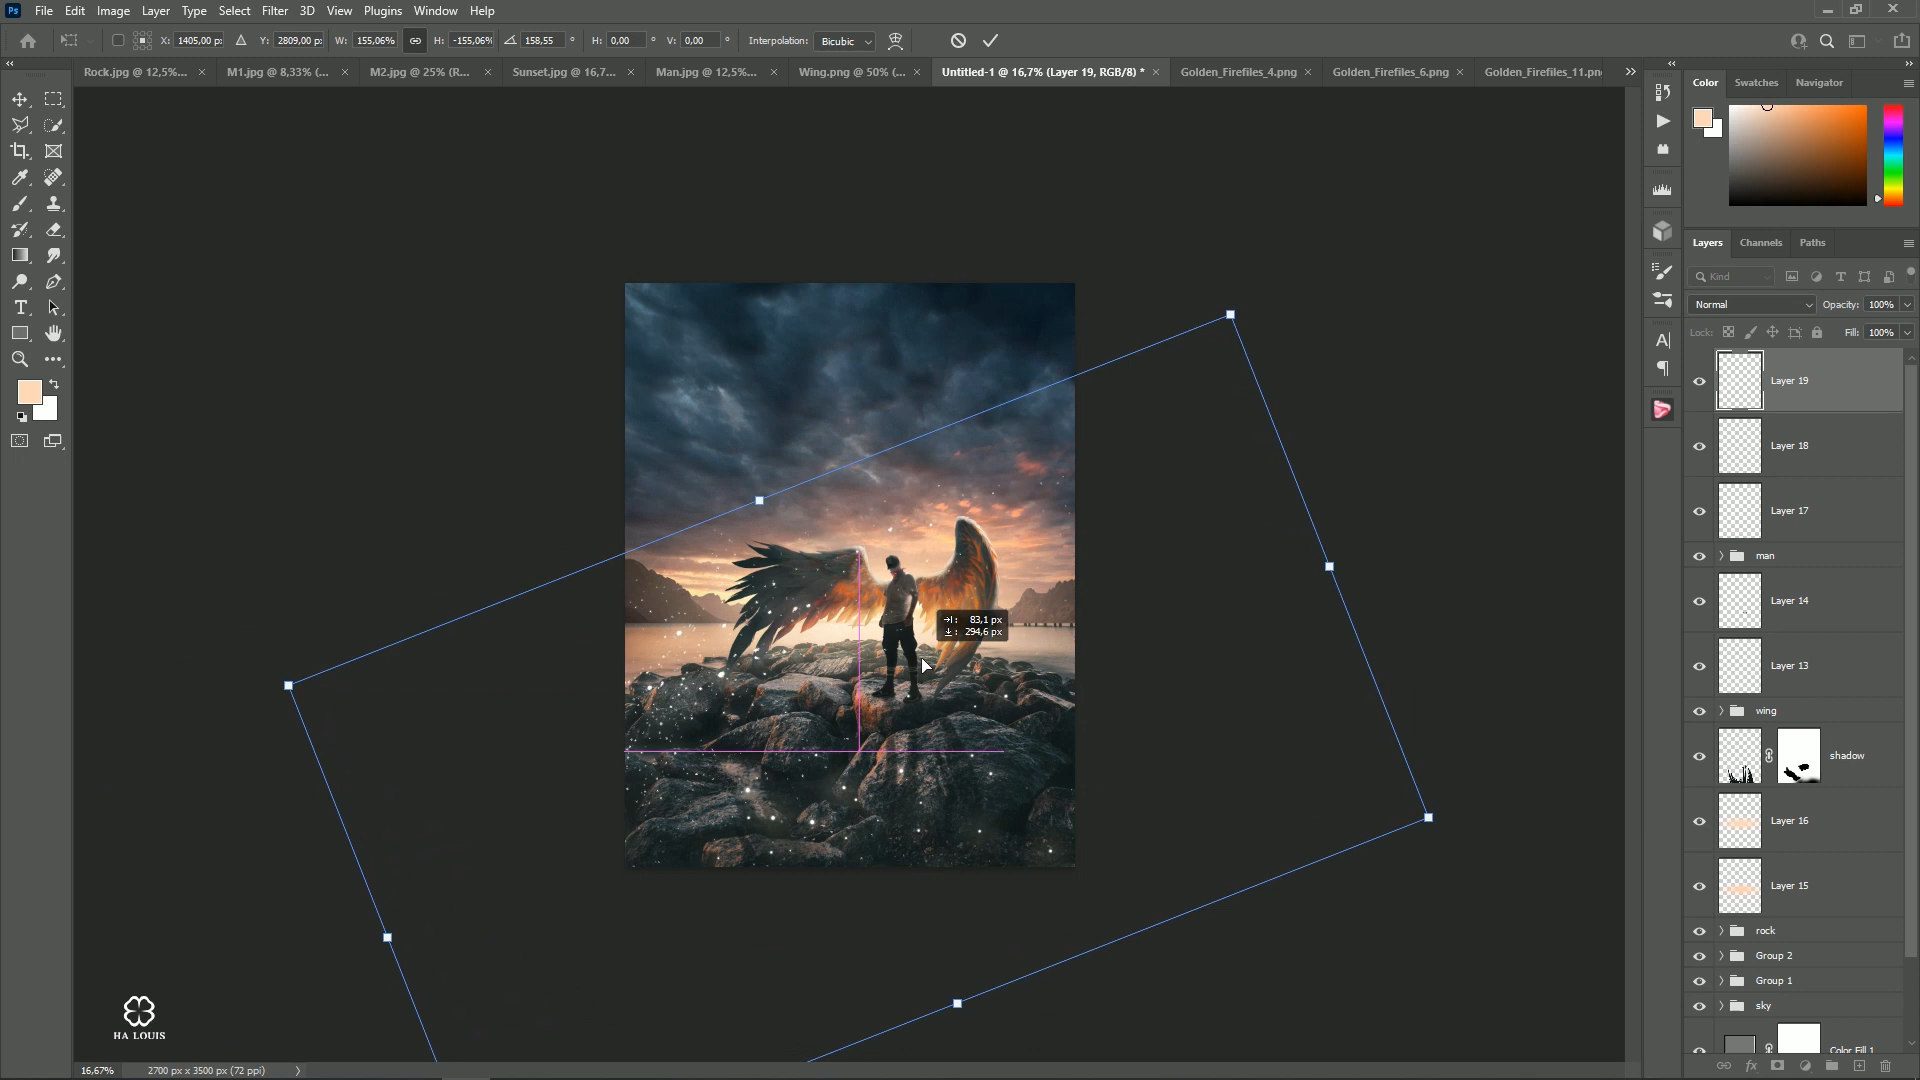 Ps File Edit Image Layer Type Select Filter 3D View Plugins Window Help
X: 1405,00 px Y: 2809,00 px W: 155,06% H: -155,06% 158,55 ° H: 0,00 ° V: 0,00 ° Interpolation: Bicubic
Rock.jpg @ 12,5%... × M1.jpg @ 8,33% (... × M2.jpg @ 25% (R... × Sunset.jpg @ 16,7... × Man.jpg @ 12,5%... × Wing.png @ 50% (... × Untitled-1 @ 16,7% (Layer 19, RGB/8) * × Golden_Firefiles_4.png × Golden_Firefiles_6.png × Golden_Firefiles_11.pn
Color Swatches Navigator
Layers Channels Paths
Kind
Normal Opacity: 100%
Lock: Fill: 100%
Layer 19
Layer 18
Layer 17
man
Layer 14
Layer 13
wing
shadow
Layer 16
Layer 15
rock
Group 2
Group 1
sky
Color Fill 1
83,1 px
294,6 px
HA LOUIS
16,67% 2700 px x 3500 px (72 ppi)